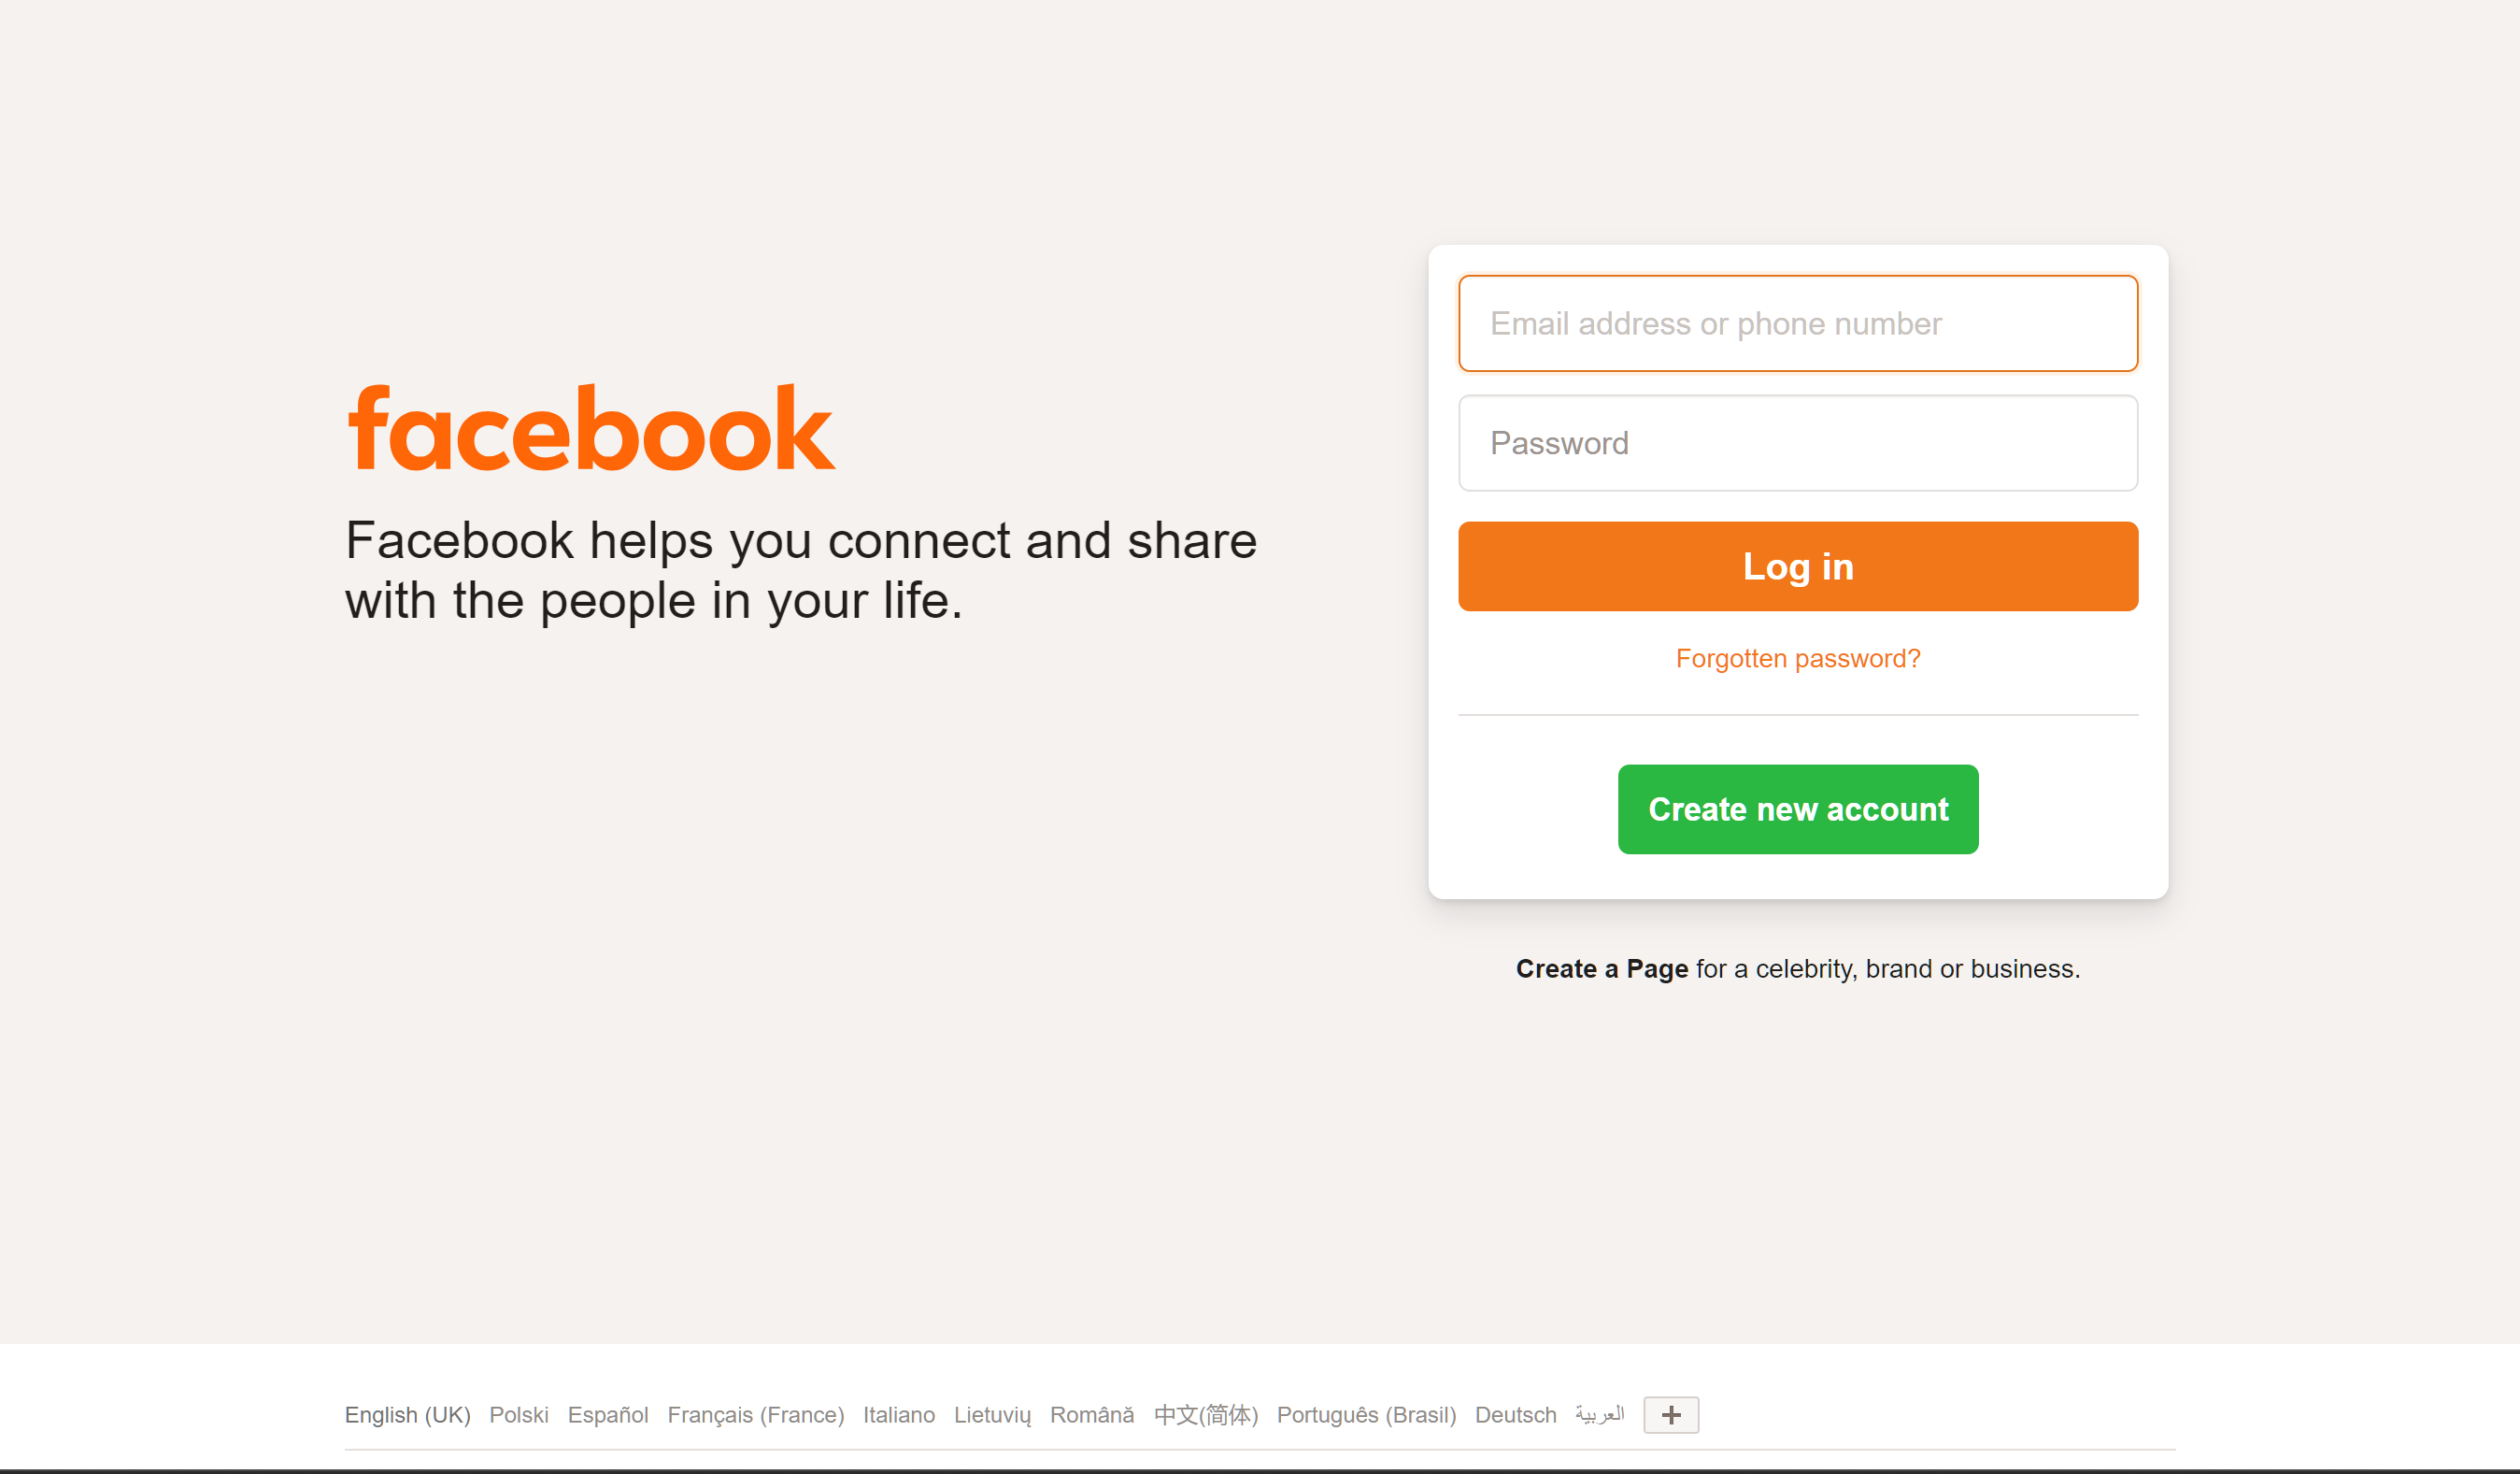 facebook
Facebook helps you connect and share
with the people in your life.
Email address or phone number
Password
Log in
Forgotten password?
Create new account
Create a Page for a celebrity, brand or business.
English (UK) Polski Español Français (France) Italiano Lietuvių Română 中文(简体) Português (Brasil) Deutsch العربية